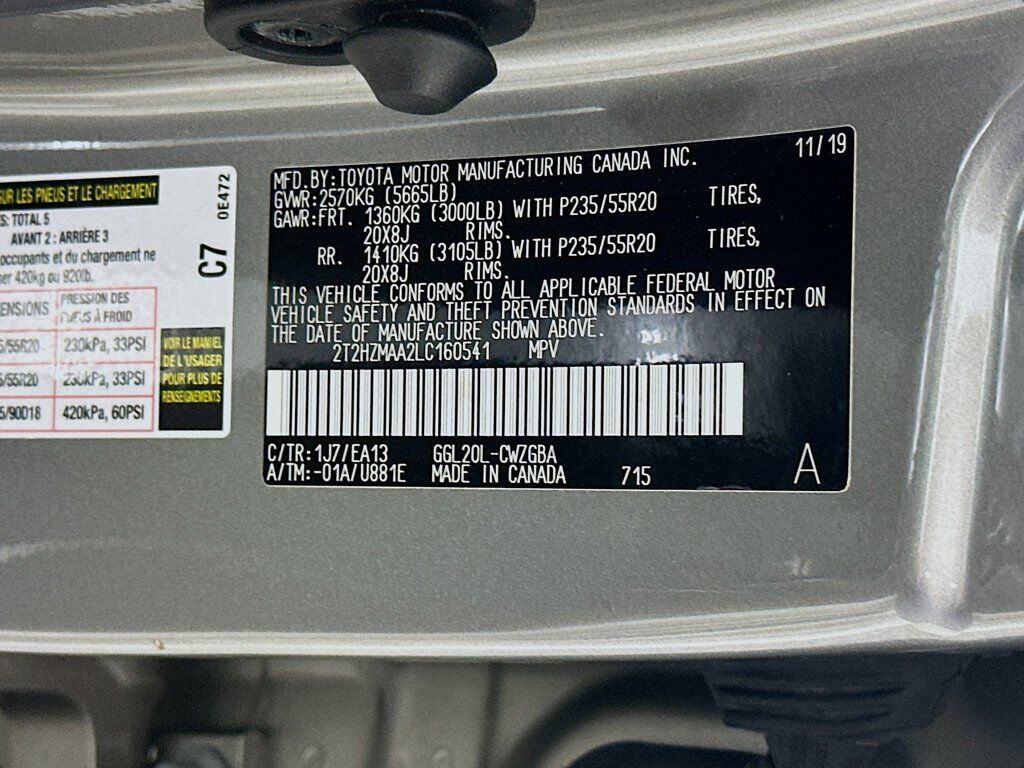 SUR LES PNEUS ET LE CHARGEMENT
TOTAL 5
AVANT 2 : ARRIÈRE 3
occupants et du chargement ne
420kg ou 920lb.
PRESSION DES
PNEUS À FROID
/55R20 230kPa, 33PSI
/55R20 230kPa, 33PSI
/90D18 420kPa, 60PSI
VOIR LE MANUEL
DE L'USAGER
POUR PLUS DE
RENSEIGNEMENTS
0E472
C7
11/19
MFD.BY:TOYOTA MOTOR MANUFACTURING CANADA INC.
GVWR:2570KG (5665LB)
GAWR:FRT. 1360KG (3000LB) WITH P235/55R20 TIRES,
20X8J RIMS.
RR. 1410KG (3105LB) WITH P235/55R20 TIRES,
20X8J RIMS.
THIS VEHICLE CONFORMS TO ALL APPLICABLE FEDERAL MOTOR
VEHICLE SAFETY AND THEFT PREVENTION STANDARDS IN EFFECT ON
THE DATE OF MANUFACTURE SHOWN ABOVE.
2T2HZMAA2LC160541 MPV
C/TR:1J7/EA13 GGL20L-CWZGBA
A/TM:-01A/U881E MADE IN CANADA 715 A